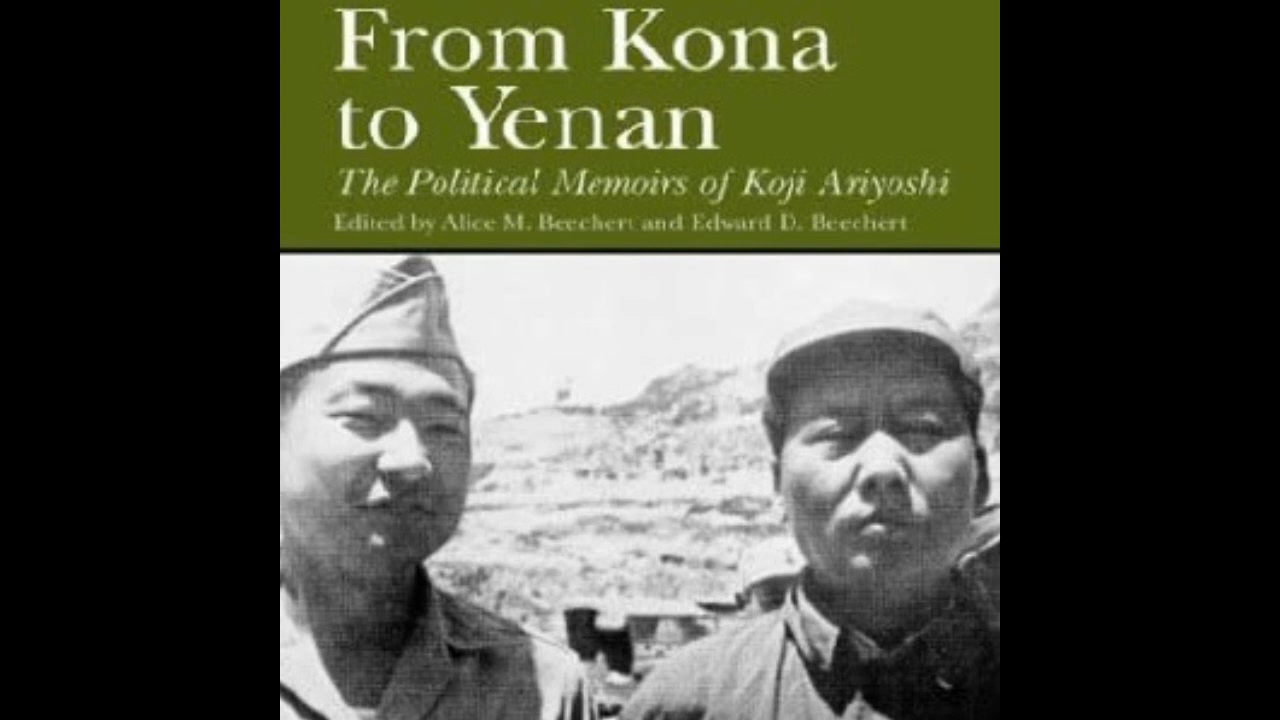 From Kona
to Yenan
The Political Memoirs of Koji Ariyoshi
Edited by Alice M. Beechert and Edward D. Beechert